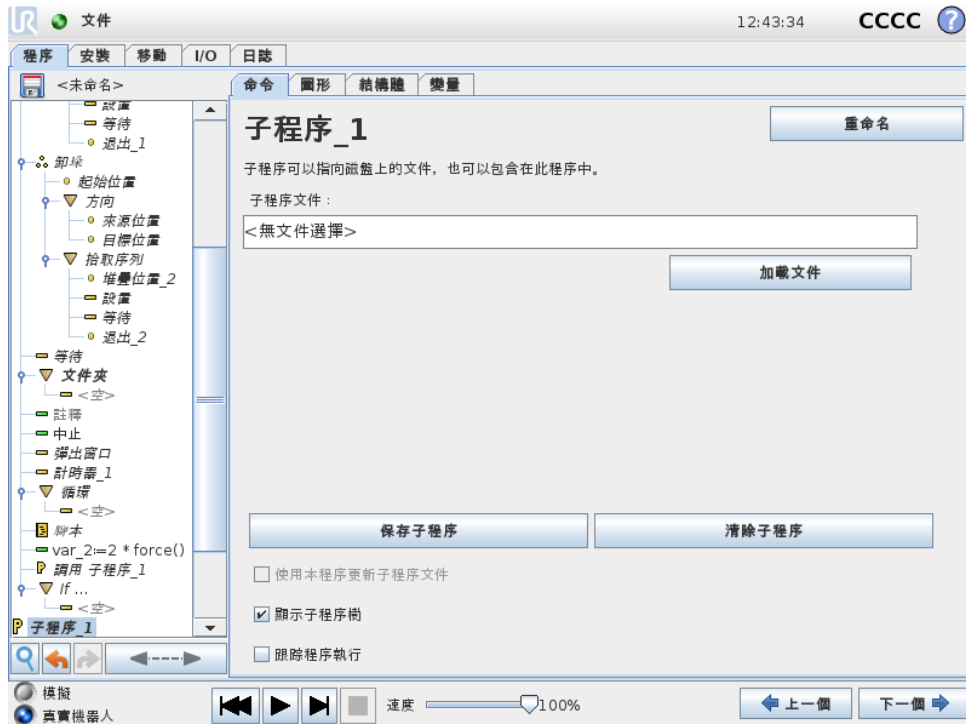 UR 文件 12:43:34 CCCC ?
程序 安裝 移動 I/O 日誌
<未命名>
命令 圖形 結構體 變量
設置
等待
退出_1
卸垛
起始位置
方向
來源位置
目標位置
拾取序列
堆疊位置_2
設置
等待
退出_2
等待
文件夾
<空>
註釋
中止
彈出窗口
計時器_1
循環
<空>
腳本
var_2≔2 * force()
調用 子程序_1
If ...
<空>
子程序_1
子程序_1
重命名
子程序可以指向磁盤上的文件，也可以包含在此程序中。
子程序文件：
<無文件選擇>
加載文件
保存子程序 清除子程序
使用本程序更新子程序文件
顯示子程序樹
跟踪程序執行
模擬
真實機器人
速度 100%
上一個 下一個